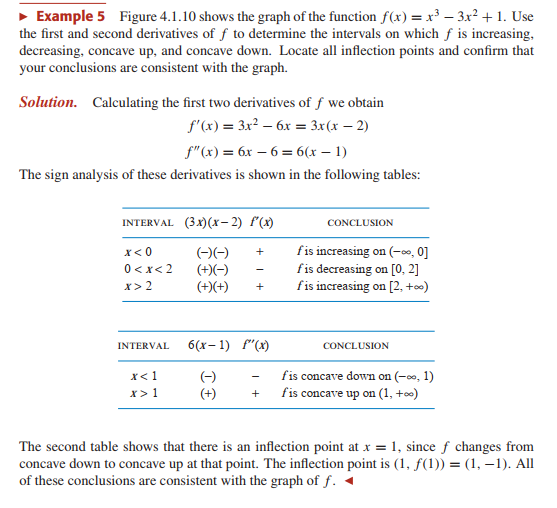 ► Example 5 Figure 4.1.10 shows the graph of the function f(x) = x³ – 3x² + 1. Use
the first and second derivatives of f to determine the intervals on which f is increasing,
decreasing, concave up, and concave down. Locate all inflection points and confirm that
your conclusions are consistent with the graph.
Solution. Calculating the first two derivatives of f we obtain
f′(x) = 3x² – 6x = 3x(x – 2)
f″(x) = 6x – 6 = 6(x – 1)
The sign analysis of these derivatives is shown in the following tables:
INTERVAL (3x)(x – 2) f′(x) CONCLUSION
x < 0 (–)(–) + f is increasing on (–∞, 0]
0 < x < 2 (+)(–) – f is decreasing on [0, 2]
x > 2 (+)(+) + f is increasing on [2, +∞)
INTERVAL 6(x – 1) f″(x) CONCLUSION
x < 1 (–) – f is concave down on (–∞, 1)
x > 1 (+) + f is concave up on (1, +∞)
The second table shows that there is an inflection point at x = 1, since f changes from
concave down to concave up at that point. The inflection point is (1, f(1)) = (1, –1). All
of these conclusions are consistent with the graph of f. ◄